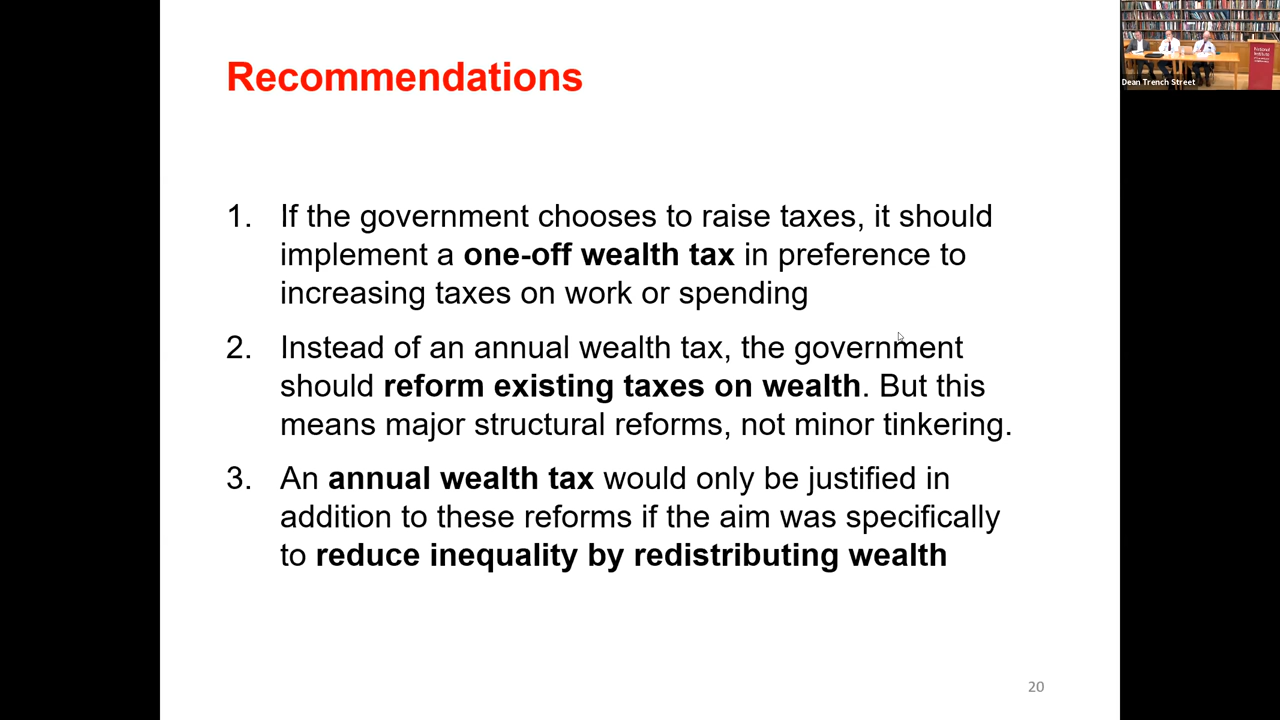 Recommendations
1. If the government chooses to raise taxes, it should
implement a one-off wealth tax in preference to
increasing taxes on work or spending
2. Instead of an annual wealth tax, the government
should reform existing taxes on wealth. But this
means major structural reforms, not minor tinkering.
3. An annual wealth tax would only be justified in
addition to these reforms if the aim was specifically
to reduce inequality by redistributing wealth
20
National
Institute
Dean Trench Street